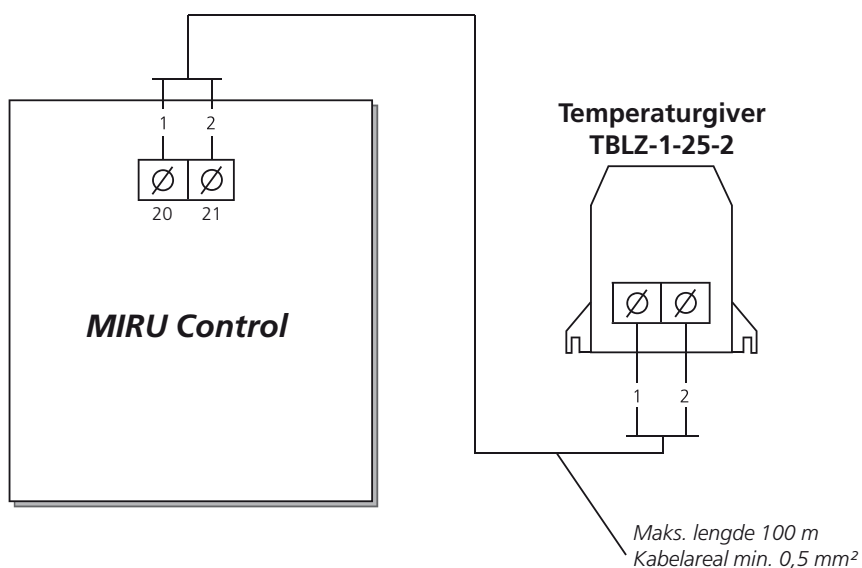 1 2
20 21
MIRU Control
Temperaturgiver
TBLZ-1-25-2
1 2
Maks. lengde 100 m
Kabelareal min. 0,5 mm²